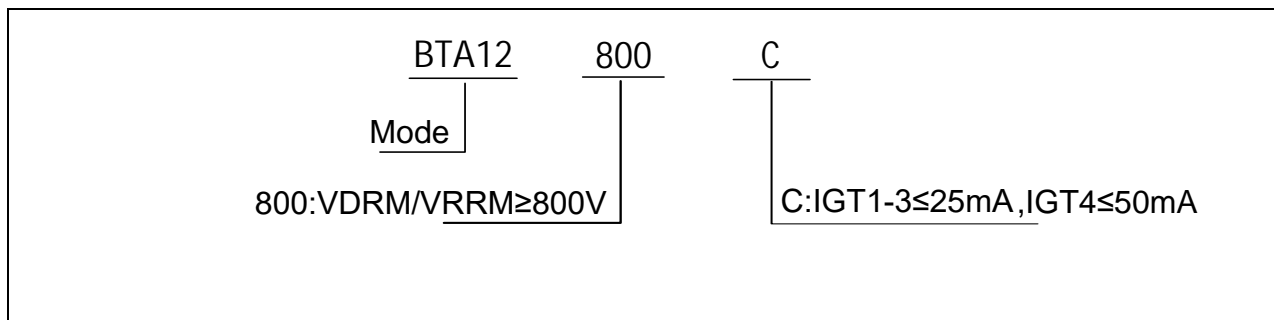 BTA12 800 C
Mode
800:VDRM/VRRM≥800V C:IGT1-3≤25mA,IGT4≤50mA